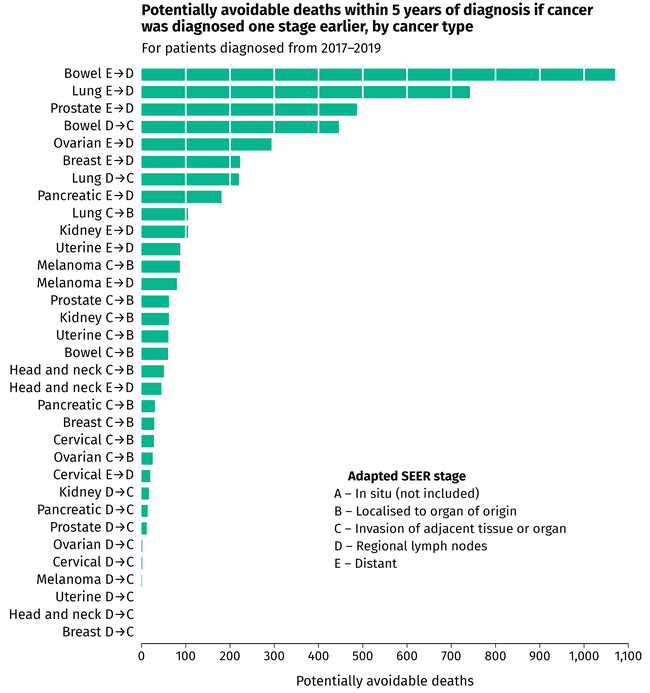 Potentially avoidable deaths within 5 years of diagnosis if cancer
was diagnosed one stage earlier, by cancer type
For patients diagnosed from 2017–2019
Bowel E→D
Lung E→D
Prostate E→D
Bowel D→C
Ovarian E→D
Breast E→D
Lung D→C
Pancreatic E→D
Lung C→B
Kidney E→D
Uterine E→D
Melanoma C→B
Melanoma E→D
Prostate C→B
Kidney C→B
Uterine C→B
Bowel C→B
Head and neck C→B
Head and neck E→D
Pancreatic C→B
Breast C→B
Cervical C→B
Ovarian C→B
Cervical E→D
Kidney D→C
Pancreatic D→C
Prostate D→C
Ovarian D→C
Cervical D→C
Melanoma D→C
Uterine D→C
Head and neck D→C
Breast D→C
Adapted SEER stage
A – In situ (not included)
B – Localised to organ of origin
C – Invasion of adjacent tissue or organ
D – Regional lymph nodes
E – Distant
0 100 200 300 400 500 600 700 800 900 1,000 1,100
Potentially avoidable deaths